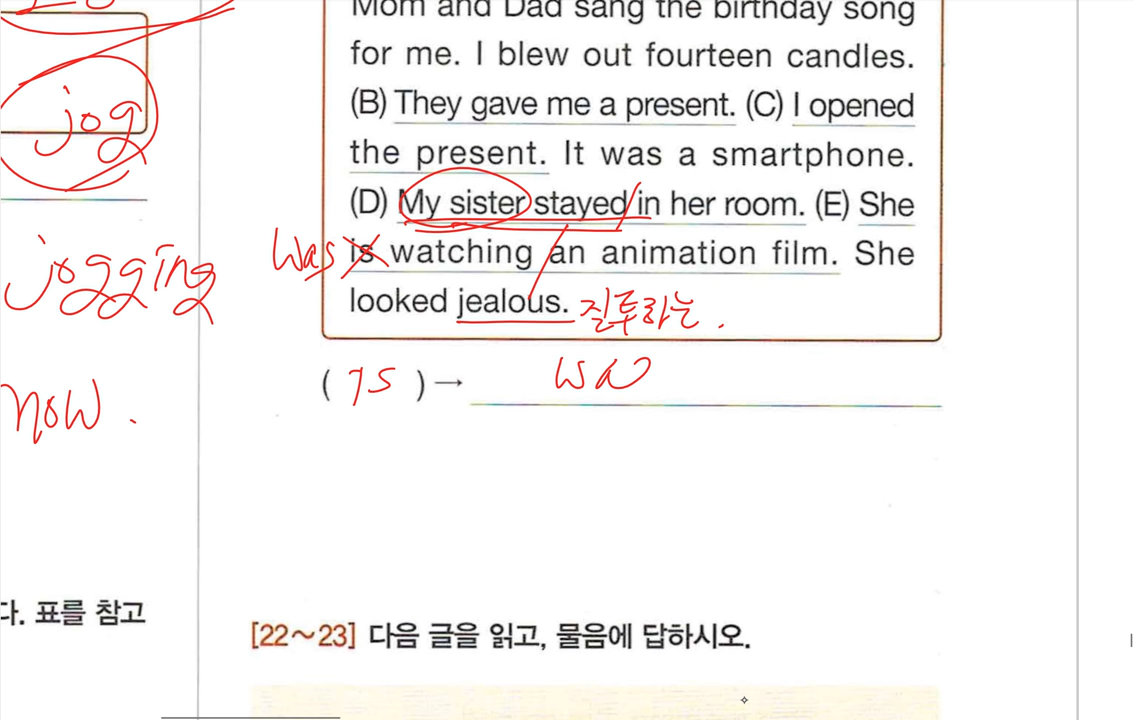 Mom and Dad sang the birthday song
for me. I blew out fourteen candles.
(B) They gave me a present. (C) I opened
the present. It was a smartphone.
(D) My sister stayed in her room. (E) She
was is watching an animation film. She
looked jealous. 질투하는.
( is ) → was
jog
jogging
now.
다. 표를 참고
[22~23] 다음 글을 읽고, 물음에 답하시오.